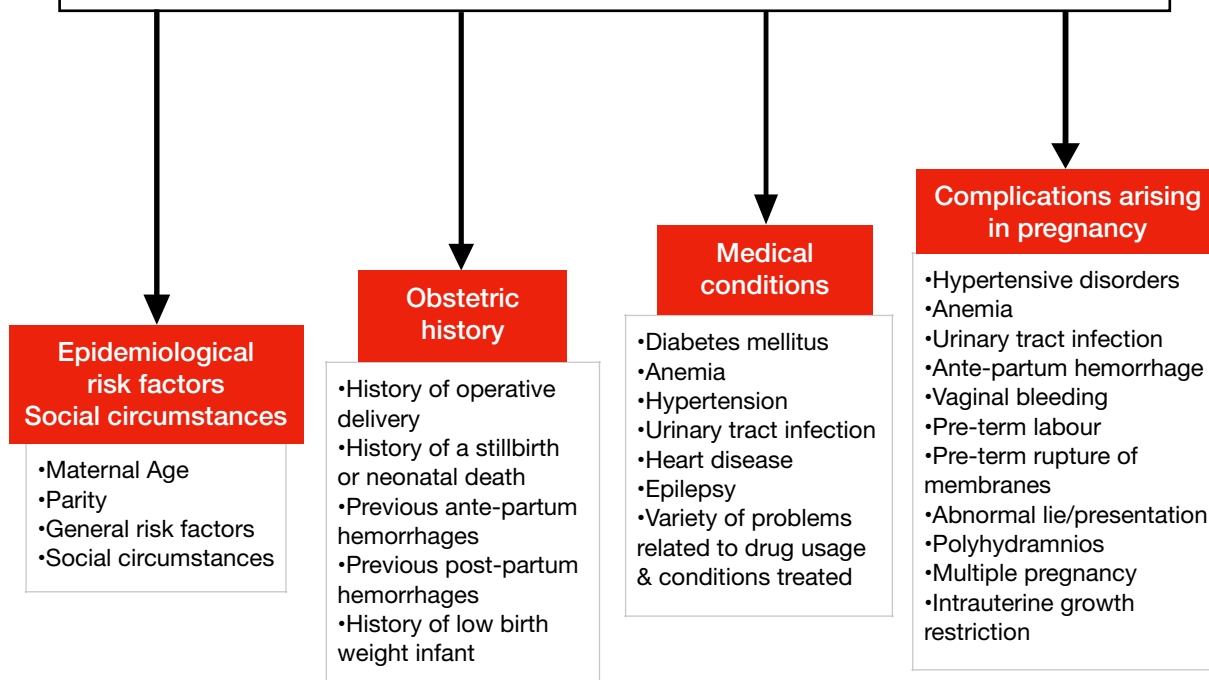 Epidemiological
risk factors
Social circumstances
•Maternal Age
•Parity
•General risk factors
•Social circumstances
Obstetric
history
•History of operative
delivery
•History of a stillbirth
or neonatal death
•Previous ante-partum
hemorrhages
•Previous post-partum
hemorrhages
•History of low birth
weight infant
Medical
conditions
•Diabetes mellitus
•Anemia
•Hypertension
•Urinary tract infection
•Heart disease
•Epilepsy
•Variety of problems
related to drug usage
& conditions treated
Complications arising
in pregnancy
•Hypertensive disorders
•Anemia
•Urinary tract infection
•Ante-partum hemorrhage
•Vaginal bleeding
•Pre-term labour
•Pre-term rupture of
membranes
•Abnormal lie/presentation
•Polyhydramnios
•Multiple pregnancy
•Intrauterine growth
restriction